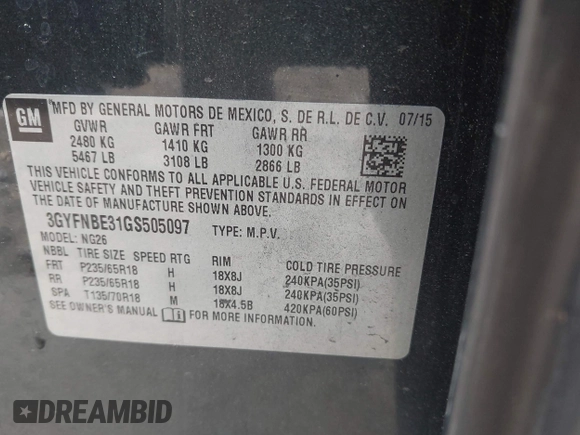 GM
MFD BY GENERAL MOTORS DE MEXICO, S. DE R.L. DE C.V. 07/15
GVWR GAWR FRT GAWR RR
2480 KG 1410 KG 1300 KG
5467 LB 3108 LB 2866 LB
THIS VEHICLE CONFORMS TO ALL APPLICABLE U.S. FEDERAL MOTOR
VEHICLE SAFETY AND THEFT PREVENTION STANDARDS IN EFFECT ON
THE DATE OF MANUFACTURE SHOWN ABOVE.
3GYFNBE31GS505097 TYPE: M.P.V.
MODEL: NG26
NBBL TIRE SIZE SPEED RTG RIM COLD TIRE PRESSURE
FRT P235/65R18 H 18X8J 240KPA(35PSI)
RR P235/65R18 H 18X8J 240KPA(35PSI)
SPA T135/70R18 M 18X4.5B 420KPA(60PSI)
SEE OWNER'S MANUAL FOR MORE INFORMATION.
DREAMBID